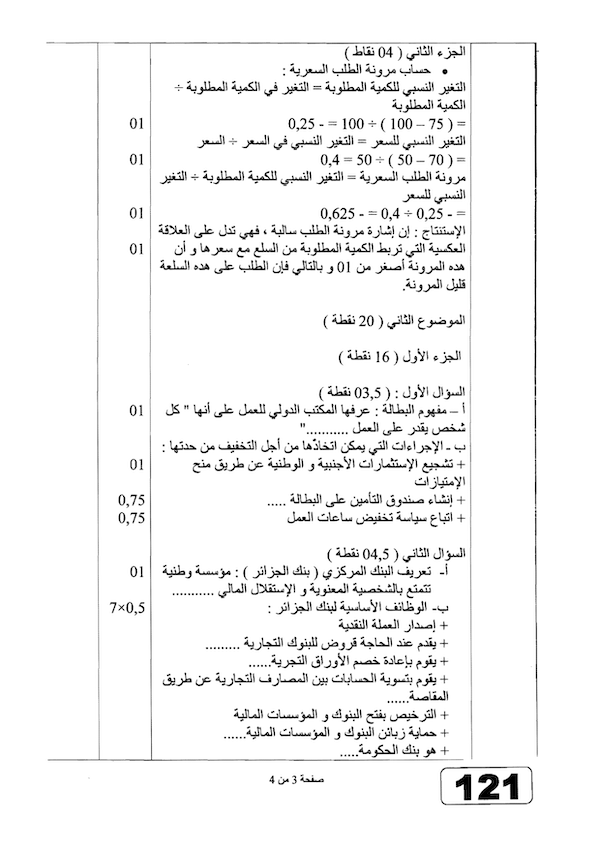 الجزء الثاني ( 04 نقاط )
• حساب مرونة الطلب السعرية :
التغير النسبي للكمية المطلوبة = التغير في الكمية المطلوبة ÷
الكمية المطلوبة
= ( 75 – 100 ) ÷ 100 = - 0,25
01
التغير النسبي للسعر = التغير النسبي في السعر ÷ السعر
= ( 70 – 50 ) ÷ 50 = 0,4
01
مرونة الطلب السعرية = التغير النسبي للكمية المطلوبة ÷ التغير
النسبي للسعر
= - 0,25 ÷ 0,4 = - 0,625
01
الإستنتاج : إن إشارة مرونة الطلب سالبة ، فهي تدل على العلاقة
العكسية التي تربط الكمية المطلوبة من السلع مع سعرها و أن
01
هده المرونة أصغر من 01 و بالتالي فإن الطلب على هده السلعة
قليل المرونة.
الموضوع الثاني ( 20 نقطة )
الجزء الأول ( 16 نقطة )
السؤال الأول : ( 03,5 نقطة )
أ – مفهوم البطالة : عرفها المكتب الدولي للعمل على أنها " كل
01
شخص يقدر على العمل ..........."
ب - الإجراءات التي يمكن اتخاذها من أجل التخفيف من حدتها :
+ تشجيع الإستثمارات الأجنبية و الوطنية عن طريق منح
01
الإمتيازات
+ إنشاء صندوق التأمين على البطالة .....
0,75
+ اتباع سياسة تخفيض ساعات العمل
0,75
السؤال الثاني ( 04,5 نقطة )
أ- تعريف البنك المركزي ( بنك الجزائر ) : مؤسسة وطنية
01
تتمتع بالشخصية المعنوية و الإستقلال المالي ...........
ب- الوظائف الأساسية لبنك الجزائر :
7×0,5
+ إصدار العملة النقدية
+ يقدم عند الحاجة قروض للبنوك التجارية .........
+ يقوم بإعادة خصم الأوراق التجرية......
+ يقوم بتسوية الحسابات بين المصارف التجارية عن طريق
المقاصة......
+ الترخيص بفتح البنوك و المؤسسات المالية
+ حماية زبائن البنوك و المؤسسات المالية......
+ هو بنك الحكومة.....
صفحة 3 من 4
121